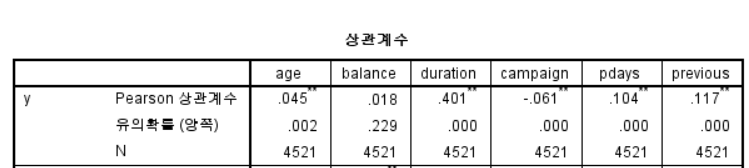 상관계수
age balance duration campaign pdays previous
y Pearson 상관계수 .045** .018 .401** -.061** .104** .117**
유의확률 (양쪽) .002 .229 .000 .000 .000 .000
N 4521 4521 4521 4521 4521 4521
**